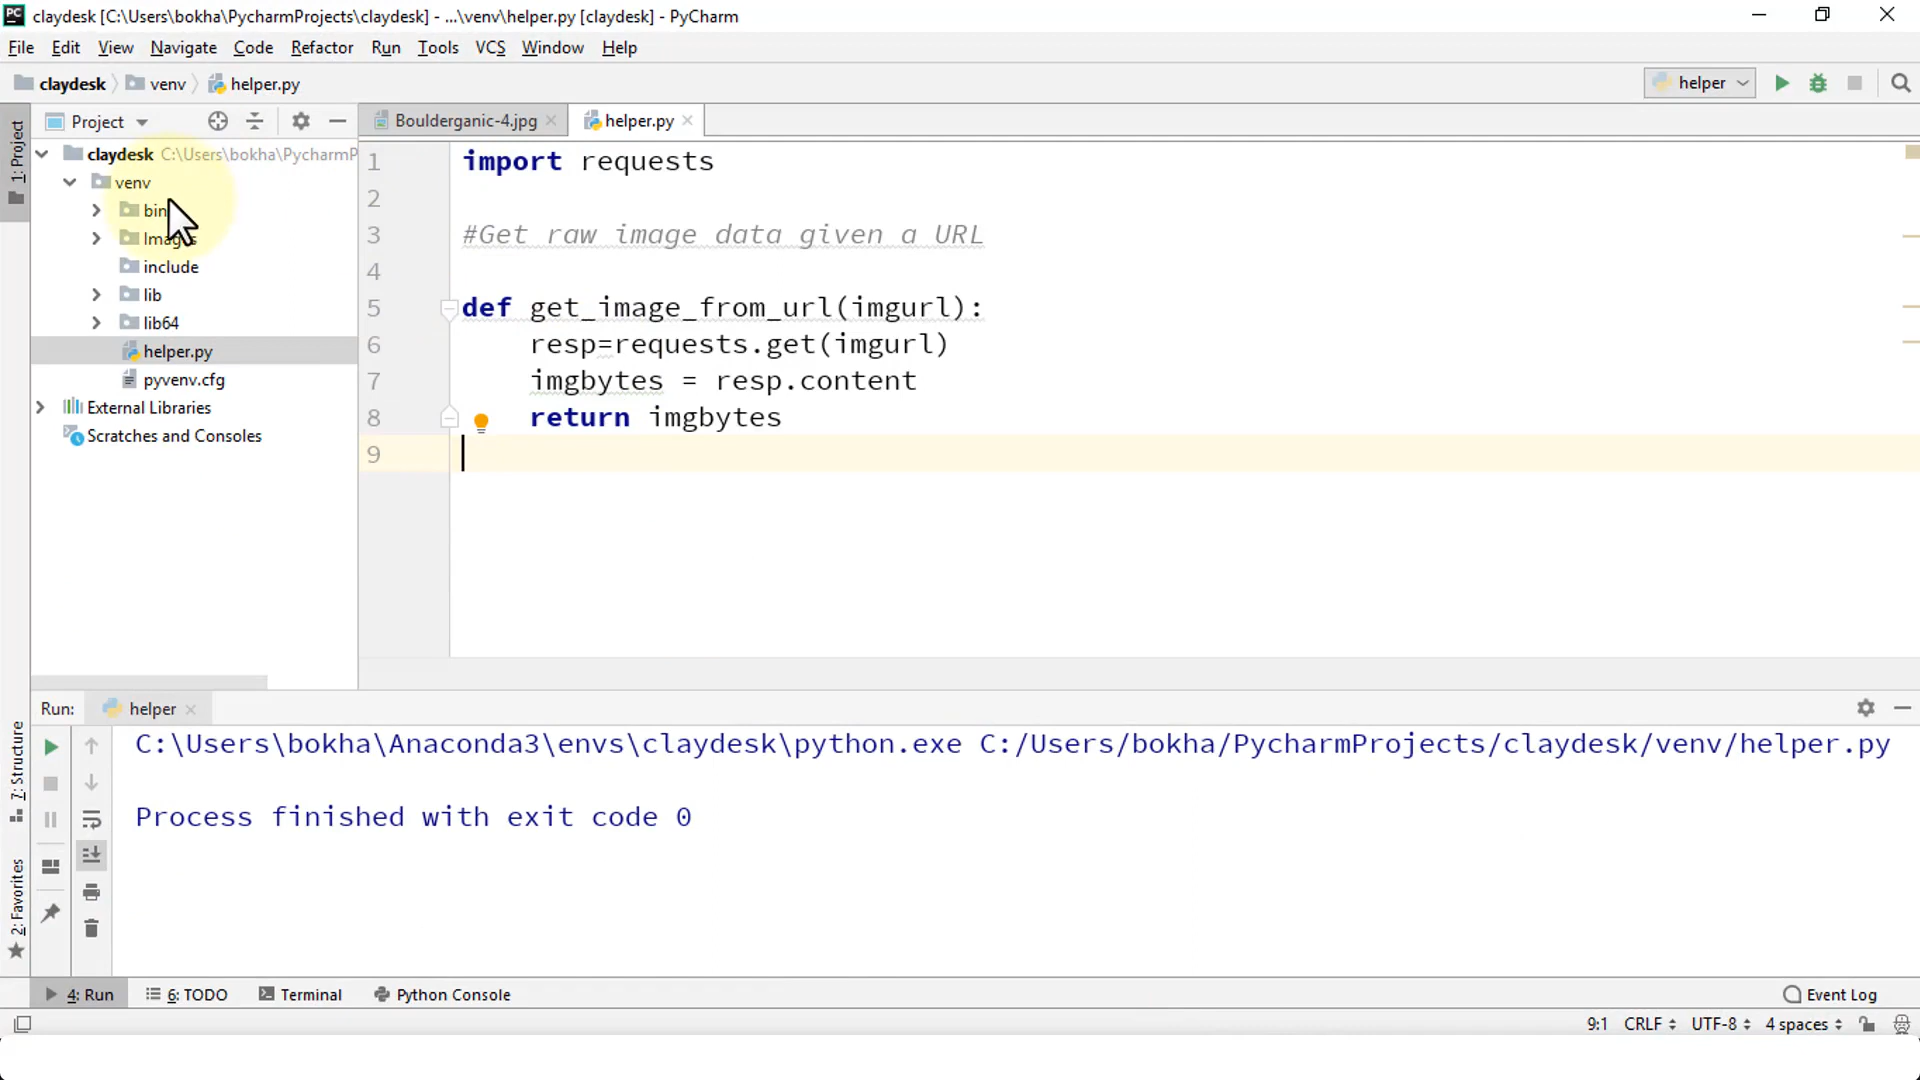 claydesk [C:\Users\bokha\PycharmProjects\claydesk] - ...\venv\helper.py [claydesk] - PyCharm
File Edit View Navigate Code Refactor Run Tools VCS Window Help
claydesk venv helper.py helper
Project Boulderganic-4.jpg helper.py
1: Project
claydesk C:\Users\bokha\PycharmP
venv
bin
Images
include
lib
lib64
helper.py
pyvenv.cfg
External Libraries
Scratches and Consoles
1 import requests
2
3 #Get raw image data given a URL
4
5 def get_image_from_url(imgurl):
6 resp=requests.get(imgurl)
7 imgbytes = resp.content
8 return imgbytes
9
7: Structure
2: Favorites
Run: helper
C:\Users\bokha\Anaconda3\envs\claydesk\python.exe C:/Users/bokha/PycharmProjects/claydesk/venv/helper.py
Process finished with exit code 0
4: Run 6: TODO Terminal Python Console Event Log
9:1 CRLF UTF-8 4 spaces